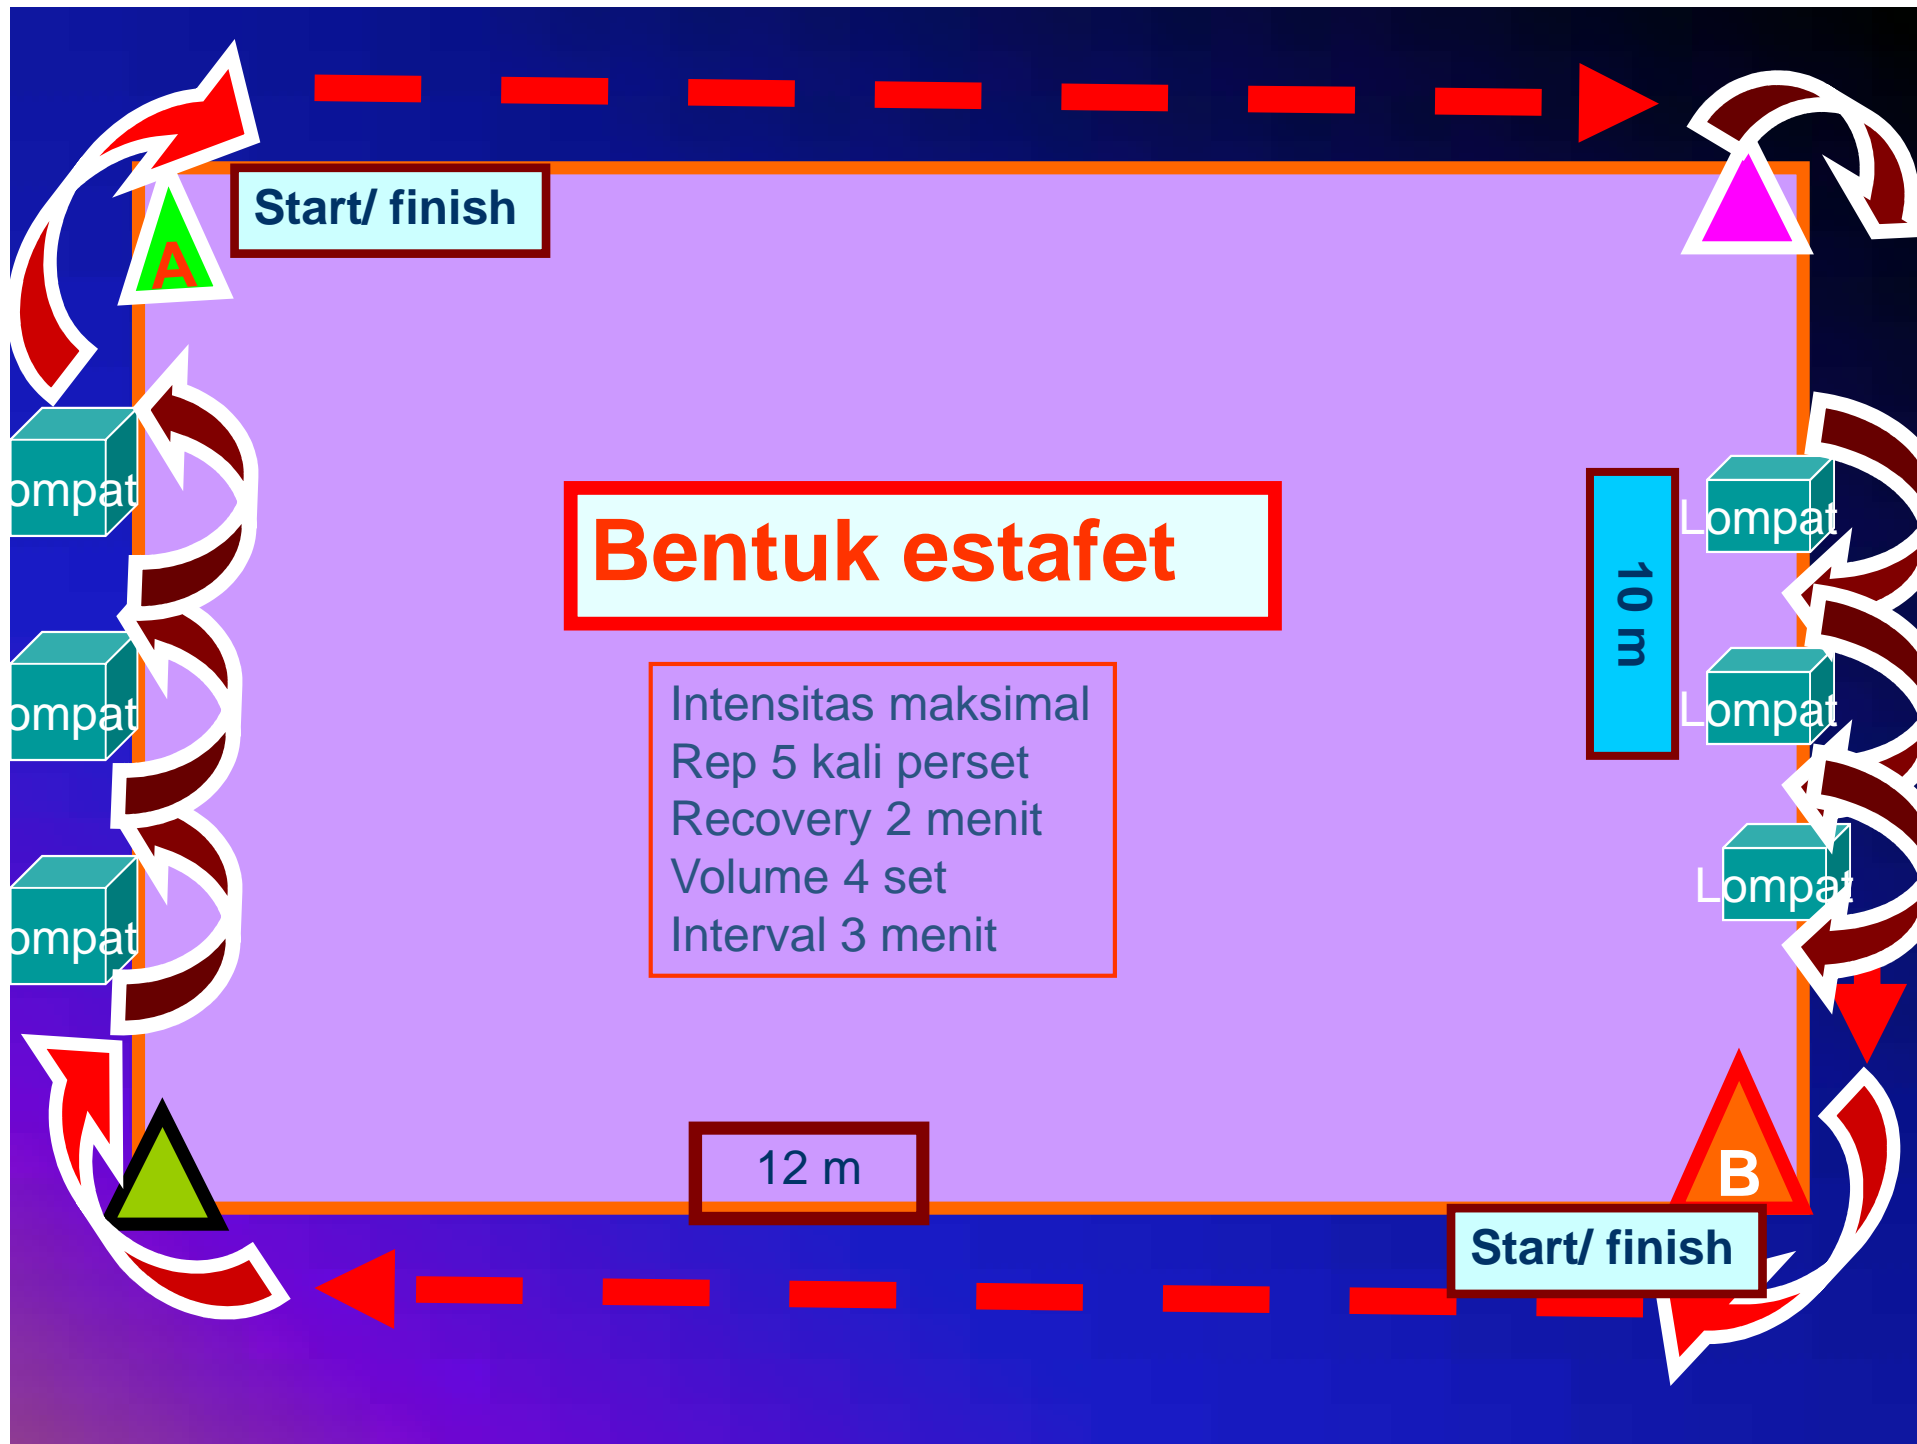 Start/ finish
A
Bentuk estafet
Intensitas maksimal
Rep 5 kali perset
Recovery 2 menit
Volume 4 set
Interval 3 menit
10 m
ompat
ompat
ompat
Lompat
Lompat
Lompat
12 m
B
Start/ finish